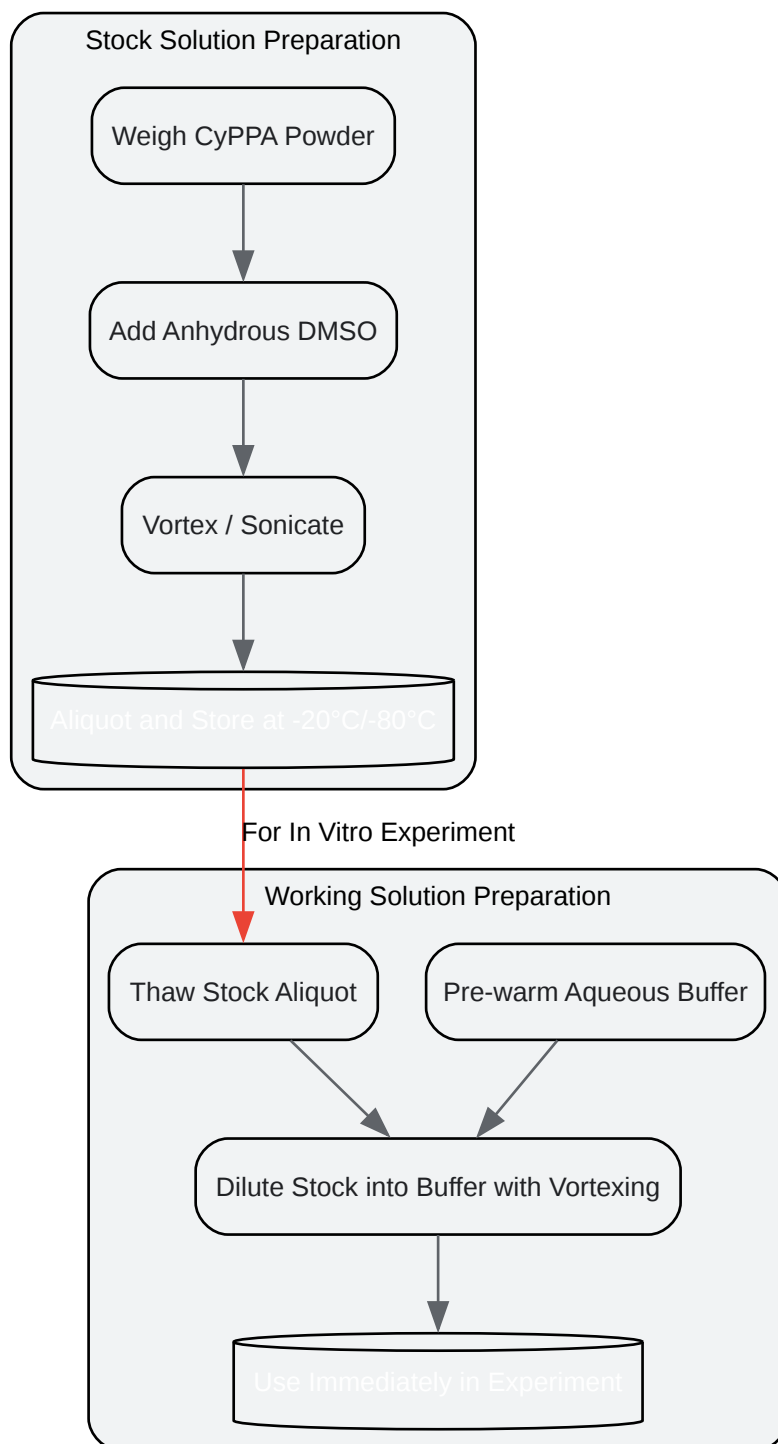 Stock Solution Preparation
Weigh CyPPA Powder
Add Anhydrous DMSO
Vortex / Sonicate
Aliquot and Store at -20°C/-80°C
For In Vitro Experiment
Working Solution Preparation
Thaw Stock Aliquot
Pre-warm Aqueous Buffer
Dilute Stock into Buffer with Vortexing
Use Immediately in Experiment